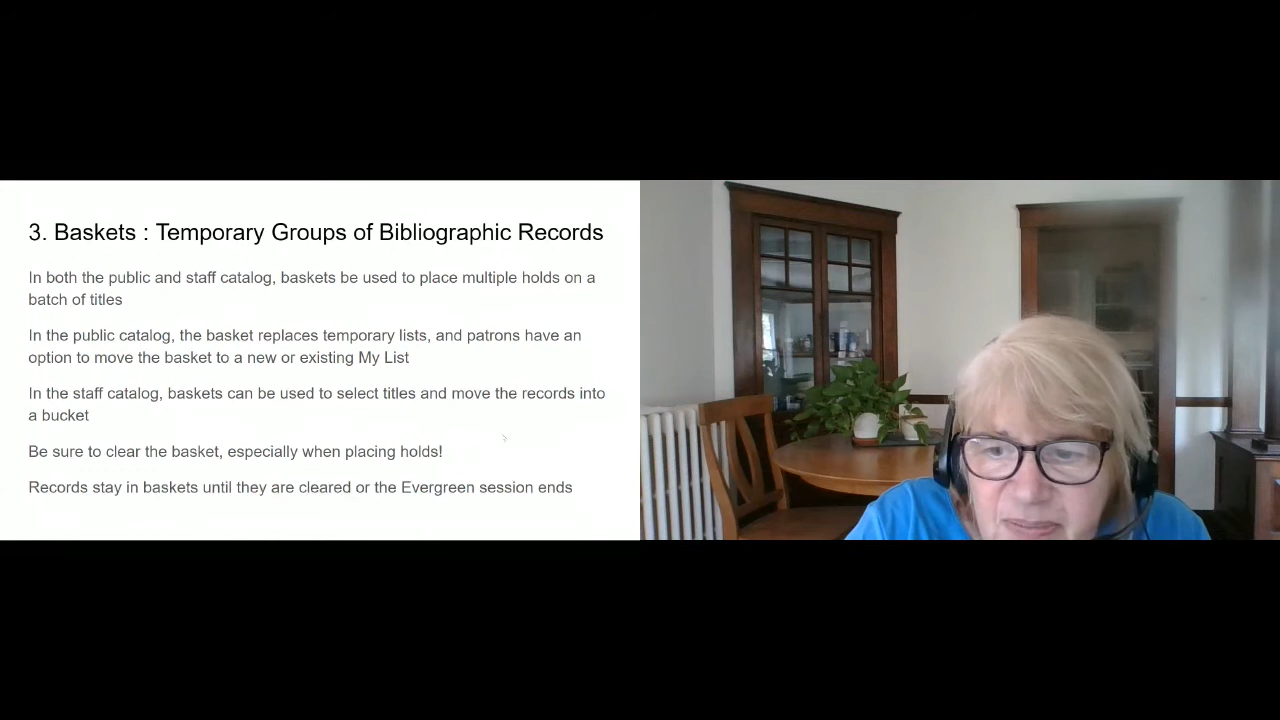 3. Baskets : Temporary Groups of Bibliographic Records
In both the public and staff catalog, baskets be used to place multiple holds on a
batch of titles
In the public catalog, the basket replaces temporary lists, and patrons have an
option to move the basket to a new or existing My List
In the staff catalog, baskets can be used to select titles and move the records into
a bucket
Be sure to clear the basket, especially when placing holds!
Records stay in baskets until they are cleared or the Evergreen session ends